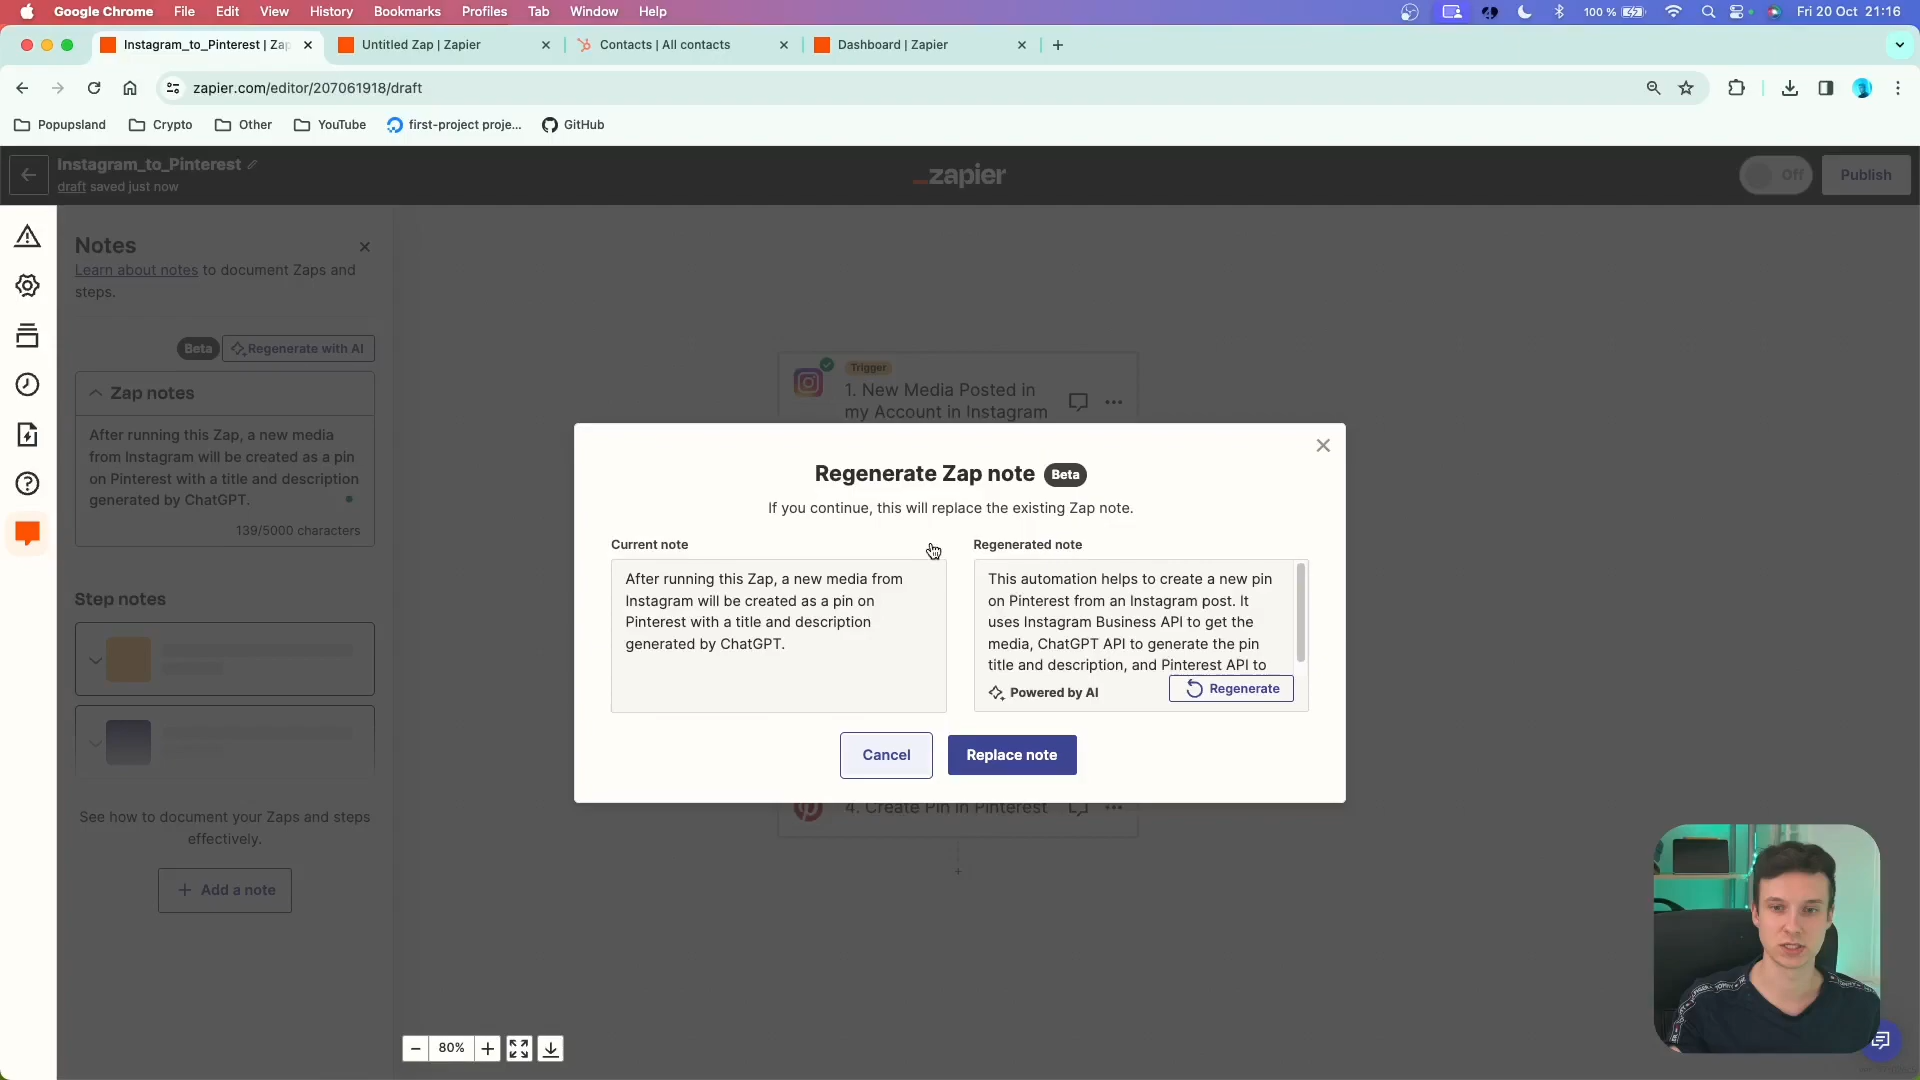 Google Chrome File Edit View History Bookmarks Profiles Tab Window Help 100 % Fri 20 Oct 21:16
Instagram_to_Pinterest | Zap Untitled Zap | Zapier Contacts | All contacts Dashboard | Zapier
zapier.com/editor/207061918/draft
Popupsland Crypto Other YouTube first-project proje... GitHub
Instagram_to_Pinterest
draft saved just now
_zapier
Off
Publish
Notes
Learn about notes to document Zaps and
steps.
Beta Regenerate with AI
Zap notes
After running this Zap, a new media
from Instagram will be created as a pin
on Pinterest with a title and description
generated by ChatGPT.
139/5000 characters
Step notes
See how to document your Zaps and steps
effectively.
+ Add a note
Trigger
1. New Media Posted in
my Account in Instagram
Regenerate Zap note Beta
If you continue, this will replace the existing Zap note.
Current note
After running this Zap, a new media from
Instagram will be created as a pin on
Pinterest with a title and description
generated by ChatGPT.
Regenerated note
This automation helps to create a new pin
on Pinterest from an Instagram post. It
uses Instagram Business API to get the
media, ChatGPT API to generate the pin
title and description, and Pinterest API to
Powered by AI
Regenerate
Cancel
Replace note
4. Create Pin in Pinterest
80%